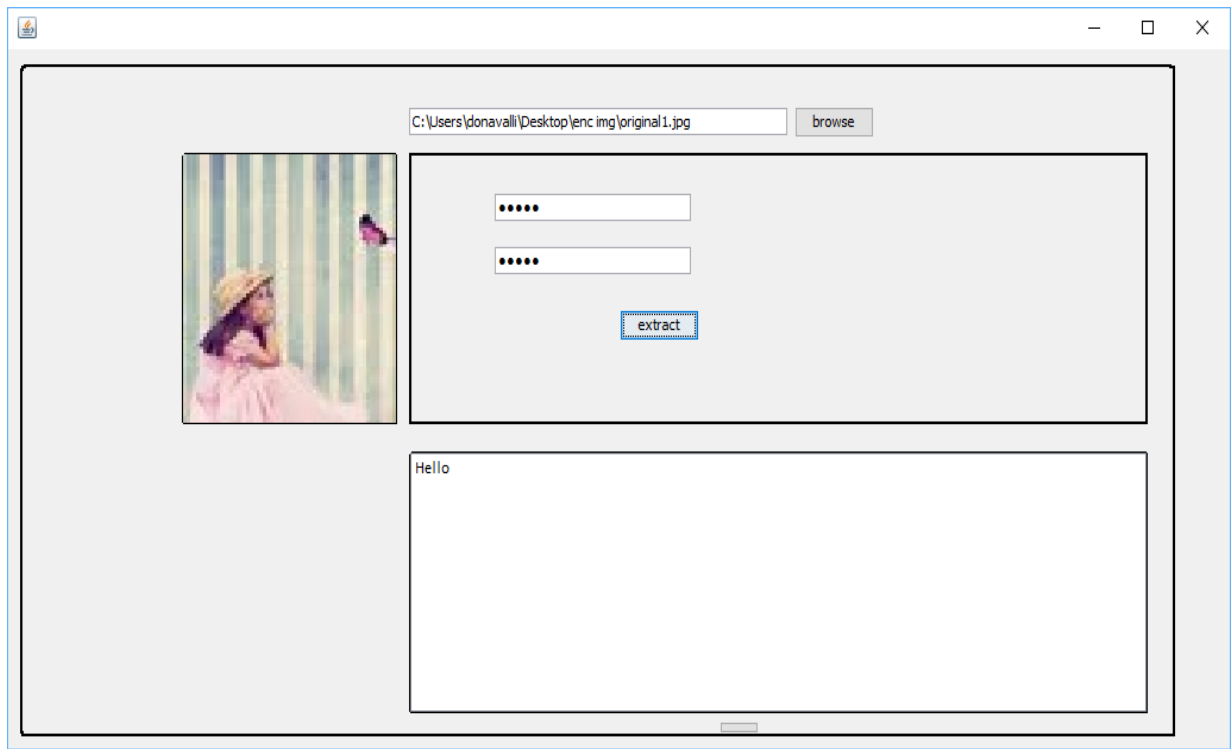 C:\Users\donavalli\Desktop\enc img\original1.jpg
browse
•••••
•••••
extract
Hello